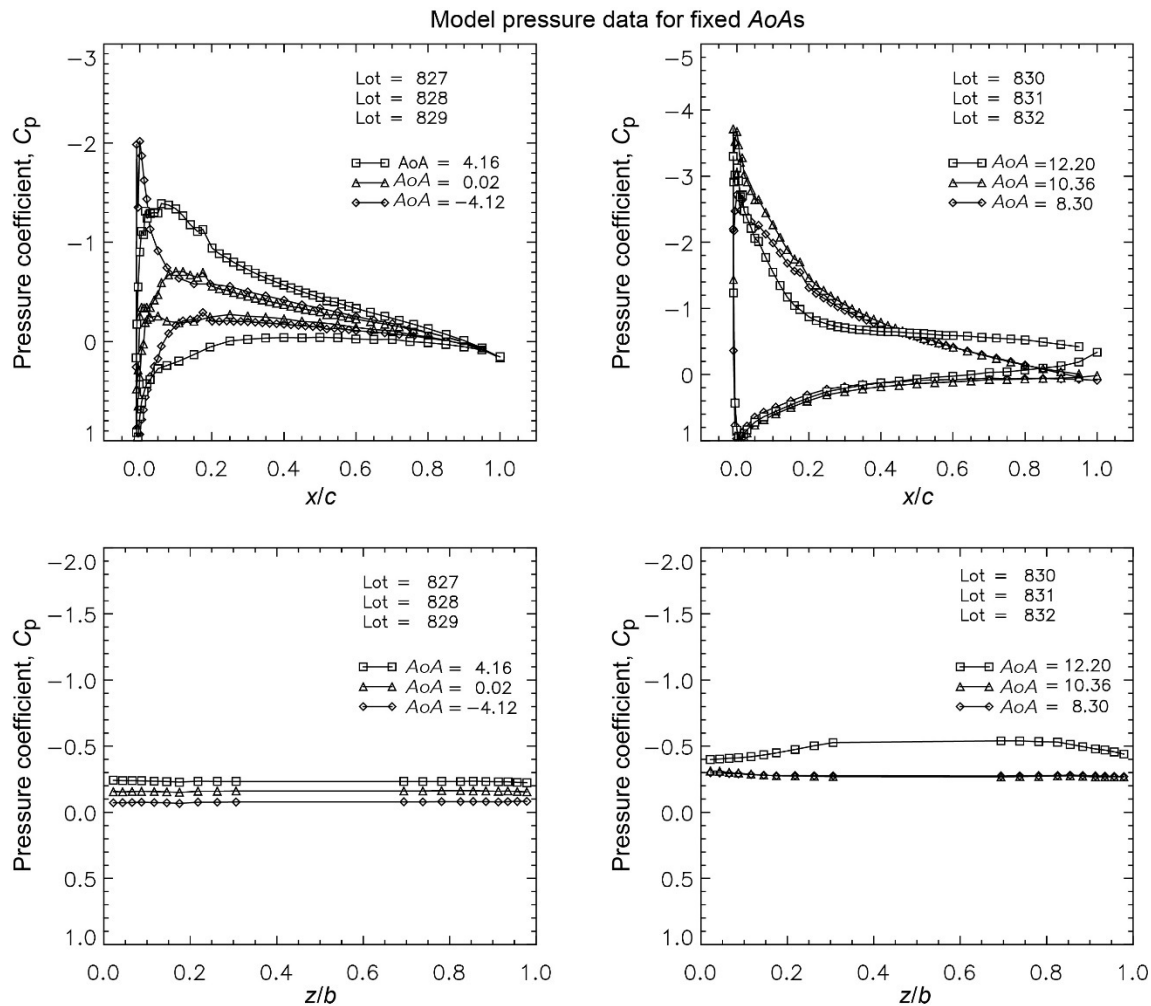 Model pressure data for fixed AoAs
Pressure coefficient, Cp
−3
−2
−1
0
1
Lot = 827
Lot = 828
Lot = 829
AoA = 4.16
AoA = 0.02
AoA = −4.12
0.0 0.2 0.4 0.6 0.8 1.0
x/c
Pressure coefficient, Cp
−5
−4
−3
−2
−1
0
1
Lot = 830
Lot = 831
Lot = 832
AoA = 12.20
AoA = 10.36
AoA = 8.30
0.0 0.2 0.4 0.6 0.8 1.0
x/c
Pressure coefficient, Cp
−2.0
−1.5
−1.0
−0.5
0.0
0.5
1.0
Lot = 827
Lot = 828
Lot = 829
AoA = 4.16
AoA = 0.02
AoA = −4.12
0.0 0.2 0.4 0.6 0.8 1.0
z/b
Pressure coefficient, Cp
−2.0
−1.5
−1.0
−0.5
0.0
0.5
1.0
Lot = 830
Lot = 831
Lot = 832
AoA = 12.20
AoA = 10.36
AoA = 8.30
0.0 0.2 0.4 0.6 0.8 1.0
z/b